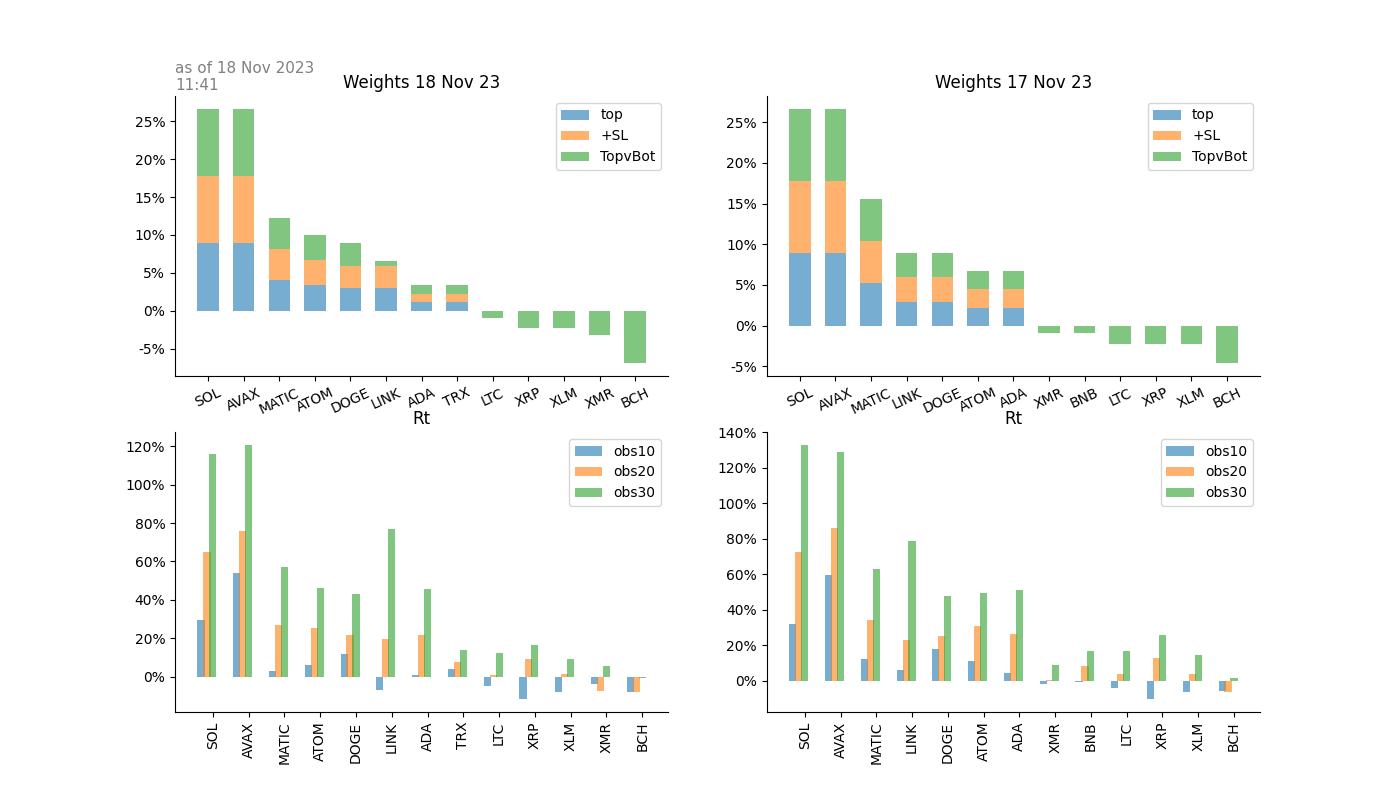 as of 18 Nov 2023
11:41
Weights 18 Nov 23
25%
20%
15%
10%
5%
0%
-5%
top
+SL
TopvBot
SOL AVAX MATIC ATOM DOGE LINK ADA TRX LTC XRP XLM XMR BCH
Weights 17 Nov 23
25%
20%
15%
10%
5%
0%
-5%
top
+SL
TopvBot
SOL AVAX MATIC LINK DOGE ATOM ADA XMR BNB LTC XRP XLM BCH
Rt
120%
100%
80%
60%
40%
20%
0%
obs10
obs20
obs30
SOL AVAX MATIC ATOM DOGE LINK ADA TRX LTC XRP XLM XMR BCH
Rt
140%
120%
100%
80%
60%
40%
20%
0%
obs10
obs20
obs30
SOL AVAX MATIC LINK DOGE ATOM ADA XMR BNB LTC XRP XLM BCH